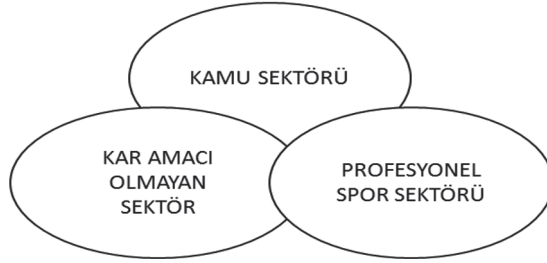 KAMU SEKTÖRÜ
KAR AMACI
OLMAYAN
SEKTÖR
PROFESYONEL
SPOR SEKTÖRÜ